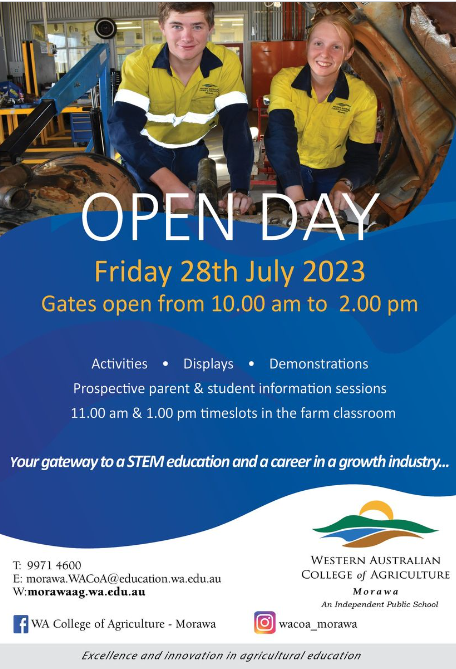 OPEN DAY
Friday 28th July 2023
Gates open from 10.00 am to 2.00 pm
Activities • Displays • Demonstrations
Prospective parent & student information sessions
11.00 am & 1.00 pm timeslots in the farm classroom
Your gateway to a STEM education and a career in a growth industry...
T: 9971 4600
E: morawa.WACoA@education.wa.edu.au
W:morawaag.wa.edu.au
WA College of Agriculture - Morawa
wacoa_morawa
WESTERN AUSTRALIAN
COLLEGE of AGRICULTURE
Morawa
An Independent Public School
Excellence and innovation in agricultural education